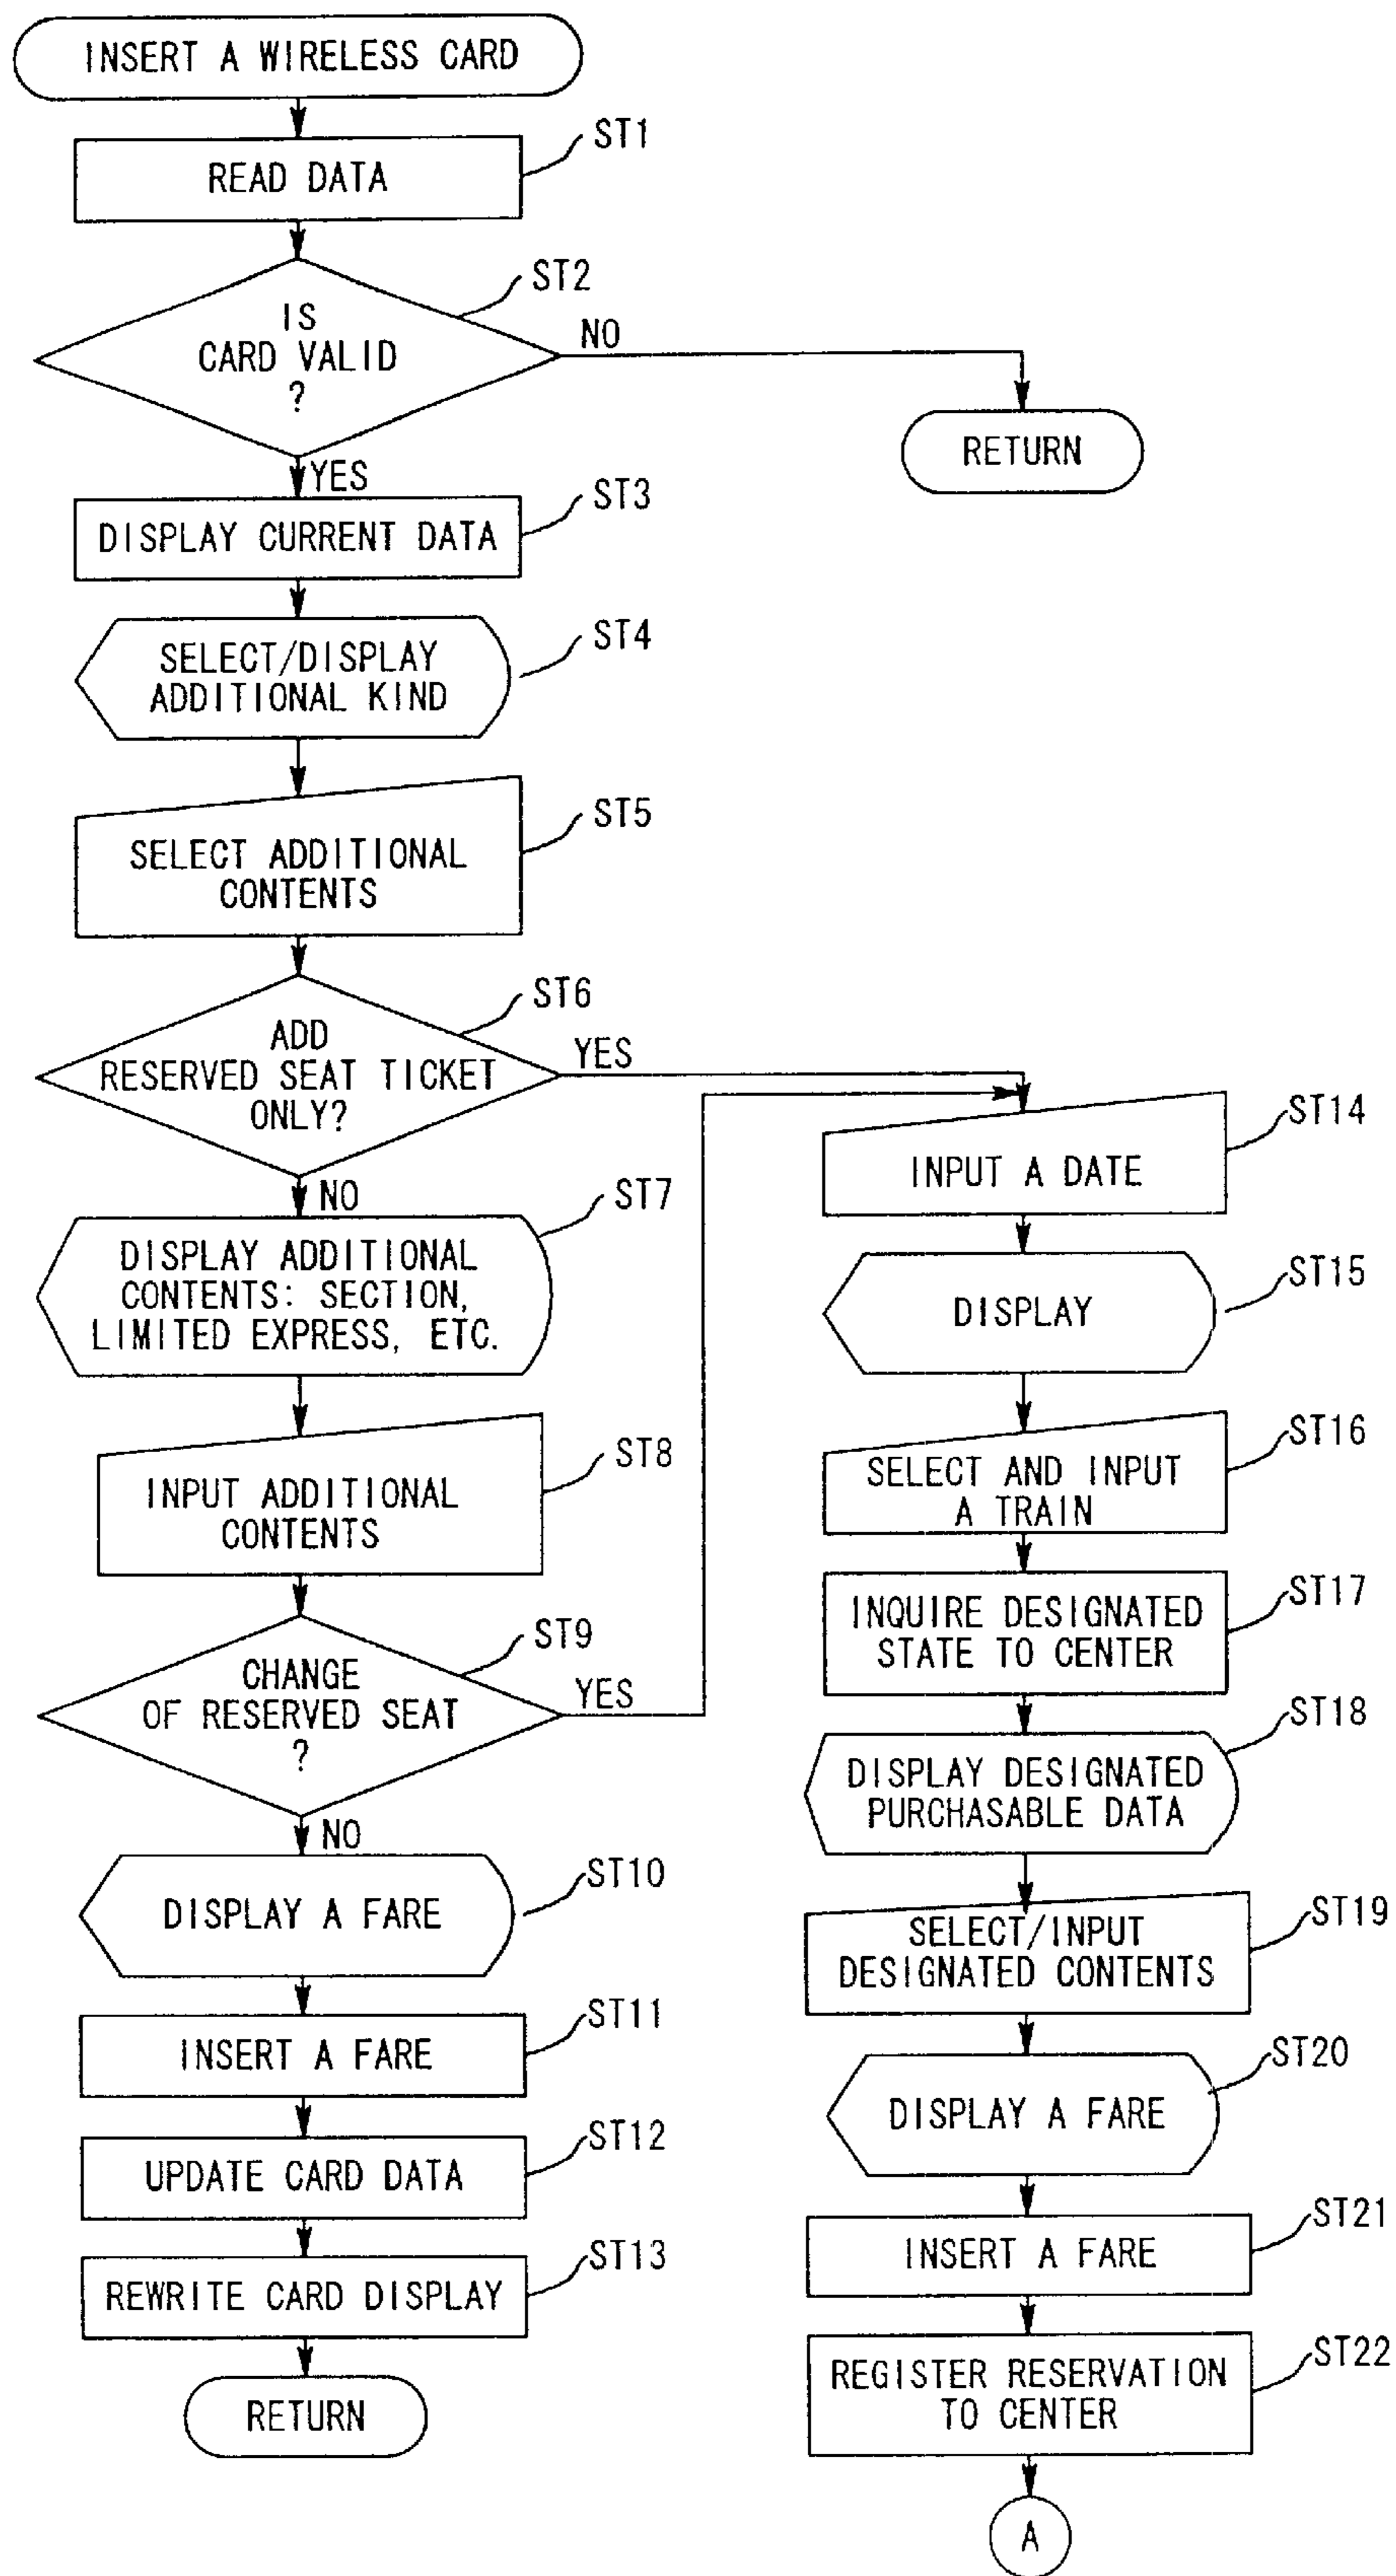 INSERT A WIRELESS CARD
ST1
READ DATA
ST2
IS
CARD VALID
?
NO
RETURN
YES
ST3
DISPLAY CURRENT DATA
ST4
SELECT/DISPLAY
ADDITIONAL KIND
ST5
SELECT ADDITIONAL
CONTENTS
ST6
ADD
RESERVED SEAT TICKET
ONLY?
YES
NO
ST7
DISPLAY ADDITIONAL
CONTENTS: SECTION,
LIMITED EXPRESS, ETC.
ST8
INPUT ADDITIONAL
CONTENTS
ST9
CHANGE
OF RESERVED SEAT
?
YES
NO
ST10
DISPLAY A FARE
ST11
INSERT A FARE
ST12
UPDATE CARD DATA
ST13
REWRITE CARD DISPLAY
RETURN
ST14
INPUT A DATE
ST15
DISPLAY
ST16
SELECT AND INPUT
A TRAIN
ST17
INQUIRE DESIGNATED
STATE TO CENTER
ST18
DISPLAY DESIGNATED
PURCHASABLE DATA
ST19
SELECT/INPUT
DESIGNATED CONTENTS
ST20
DISPLAY A FARE
ST21
INSERT A FARE
ST22
REGISTER RESERVATION
TO CENTER
A